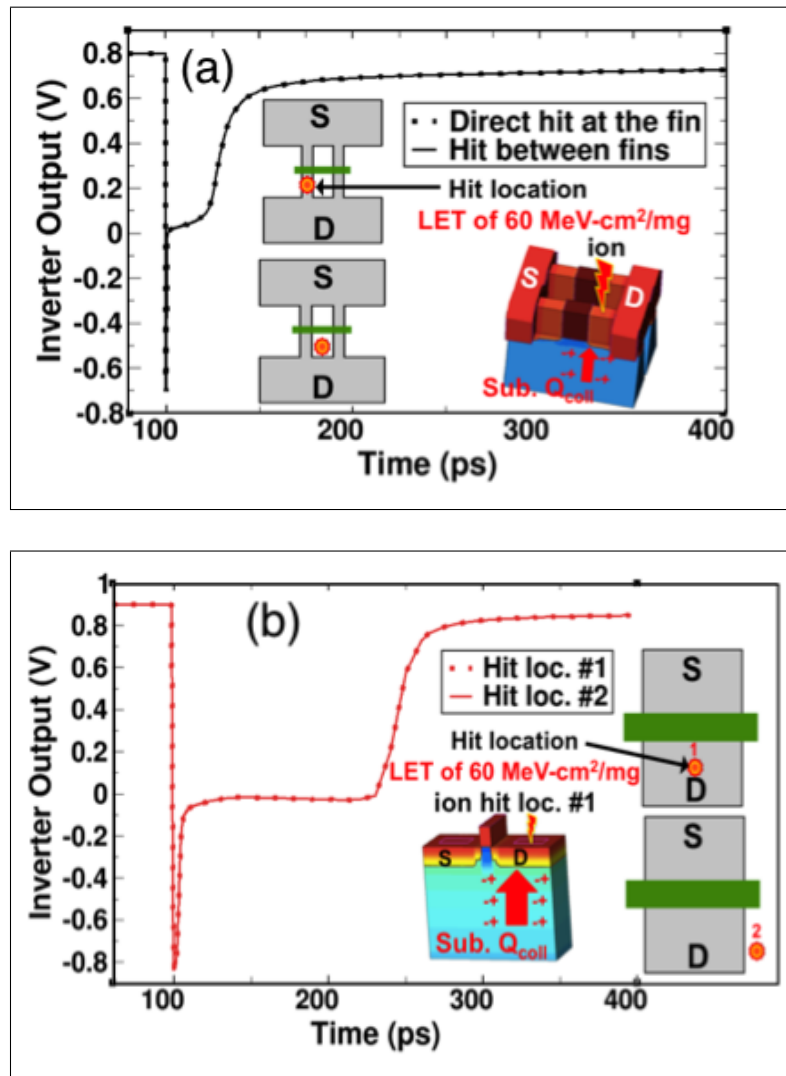 (a)
Inverter Output (V)
0.8
0.6
0.4
0.2
0
-0.2
-0.4
-0.6
-0.8
S
D
S
D
Direct hit at the fin
Hit between fins
Hit location
LET of 60 MeV-cm²/mg
ion
S
D
Sub. Qcoll
100
200
300
400
Time (ps)
(b)
Inverter Output (V)
1
0.8
0.6
0.4
0.2
0
-0.2
-0.4
-0.6
-0.8
Hit loc. #1
Hit loc. #2
Hit location
LET of 60 MeV-cm²/mg
ion hit loc. #1
S
D
Sub. Qcoll
S
1
D
S
2
D
100
200
300
400
Time (ps)